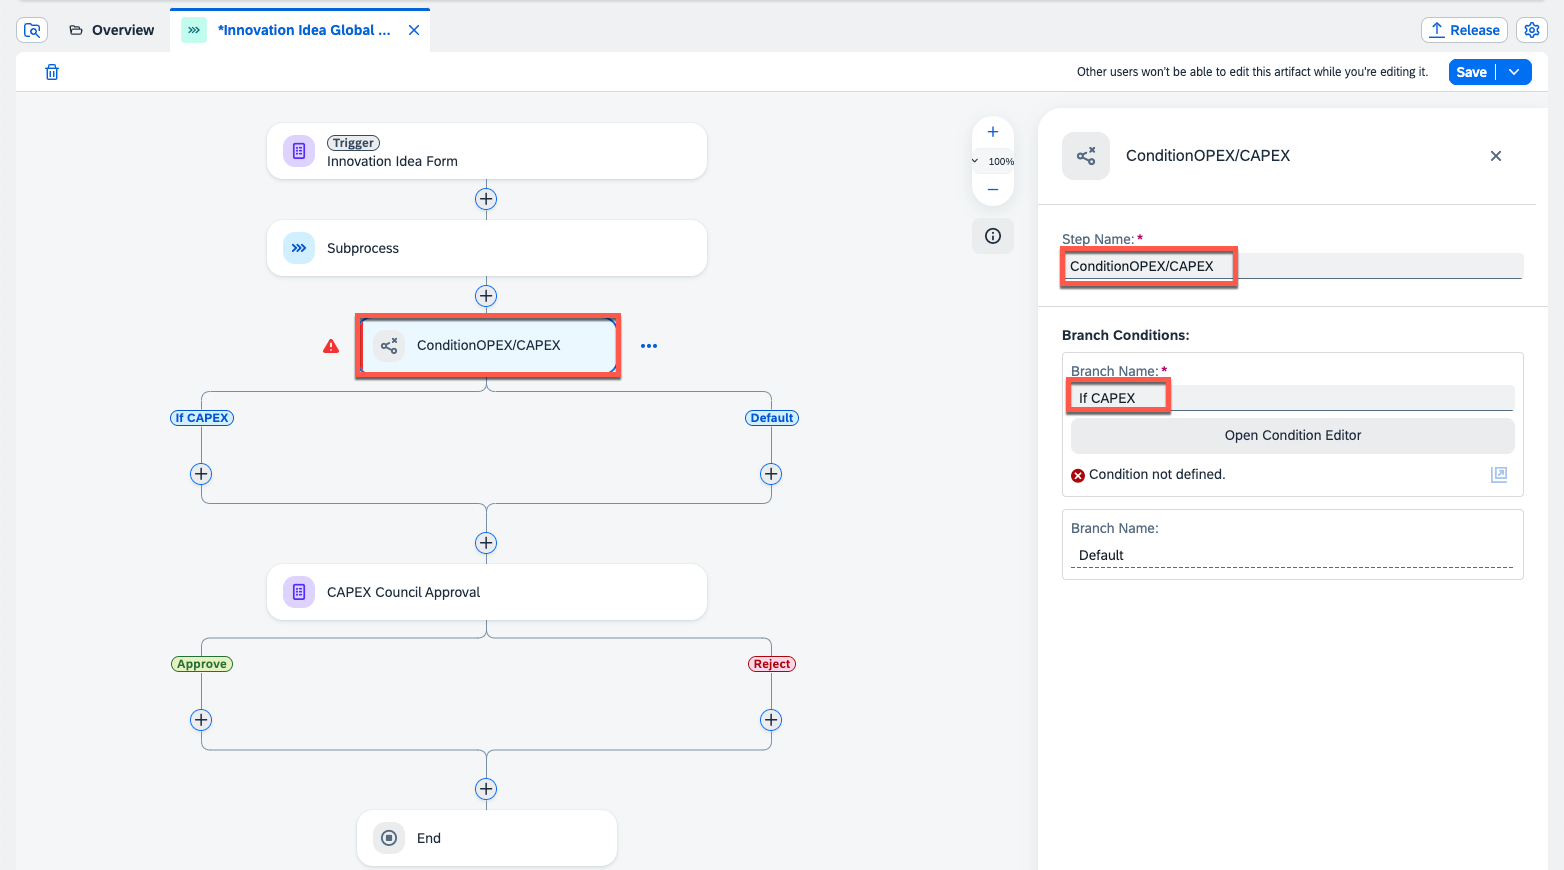 Overview
*Innovation Idea Global ...
Release
Other users won't be able to edit this artifact while you're editing it.
Save
Trigger
Innovation Idea Form
Subprocess
ConditionOPEX/CAPEX
If CAPEX
Default
CAPEX Council Approval
Approve
Reject
End
100%
ConditionOPEX/CAPEX
Step Name: *
ConditionOPEX/CAPEX
Branch Conditions:
Branch Name: *
If CAPEX
Open Condition Editor
Condition not defined.
Branch Name:
Default